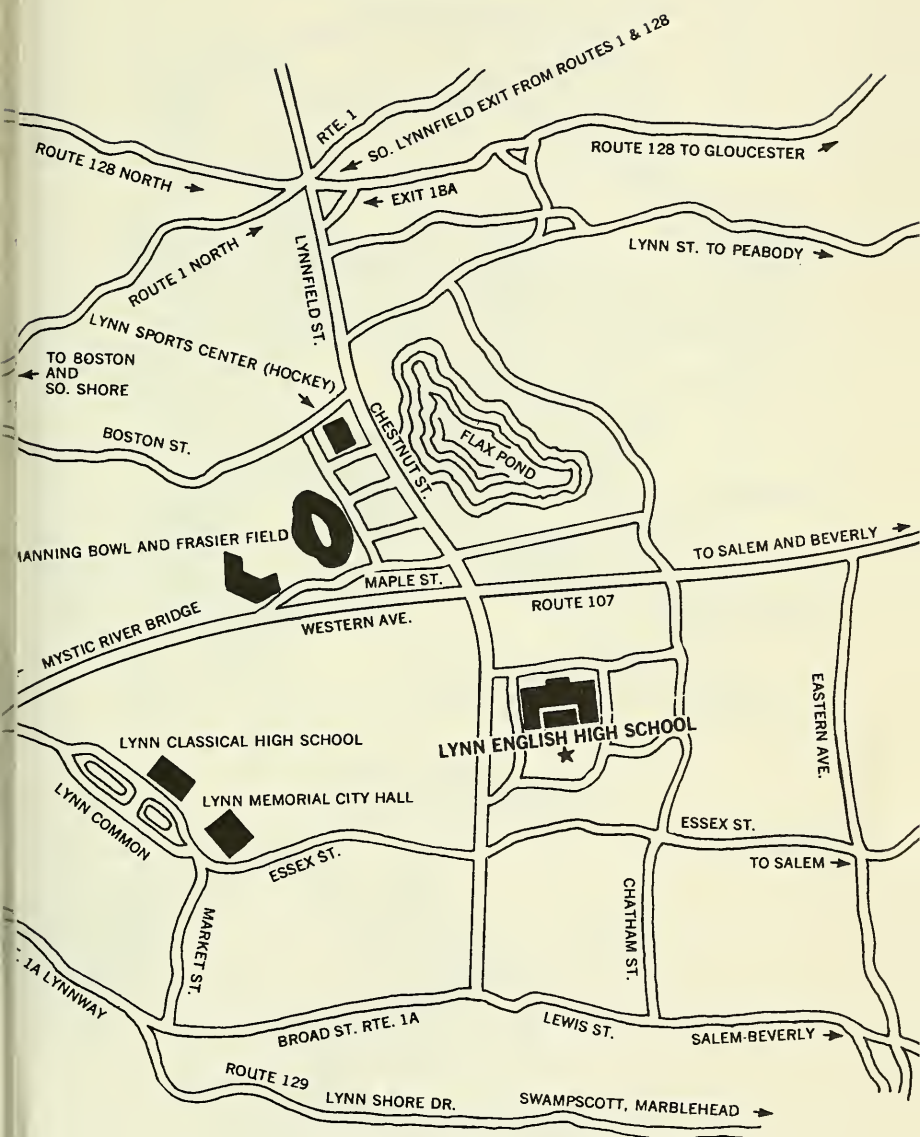 SO. LYNNFIELD EXIT FROM ROUTES 1 & 128
RTE. 1
ROUTE 128 NORTH
ROUTE 128 TO GLOUCESTER
EXIT 18A
ROUTE 1 NORTH
LYNNFIELD ST.
LYNN ST. TO PEABODY
LYNN SPORTS CENTER (HOCKEY)
TO BOSTON
AND
SO. SHORE
CHESTNUT ST.
BOSTON ST.
FLAX POND
MANNING BOWL AND FRASIER FIELD
TO SALEM AND BEVERLY
MAPLE ST.
ROUTE 107
WESTERN AVE.
MYSTIC RIVER BRIDGE
EASTERN AVE.
LYNN ENGLISH HIGH SCHOOL
LYNN CLASSICAL HIGH SCHOOL
LYNN MEMORIAL CITY HALL
LYNN COMMON
ESSEX ST.
ESSEX ST.
TO SALEM
CHATHAM ST.
MARKET ST.
. 1A LYNNWAY
BROAD ST. RTE. 1A
LEWIS ST.
SALEM-BEVERLY
ROUTE 129
LYNN SHORE DR.
SWAMPSCOTT, MARBLEHEAD